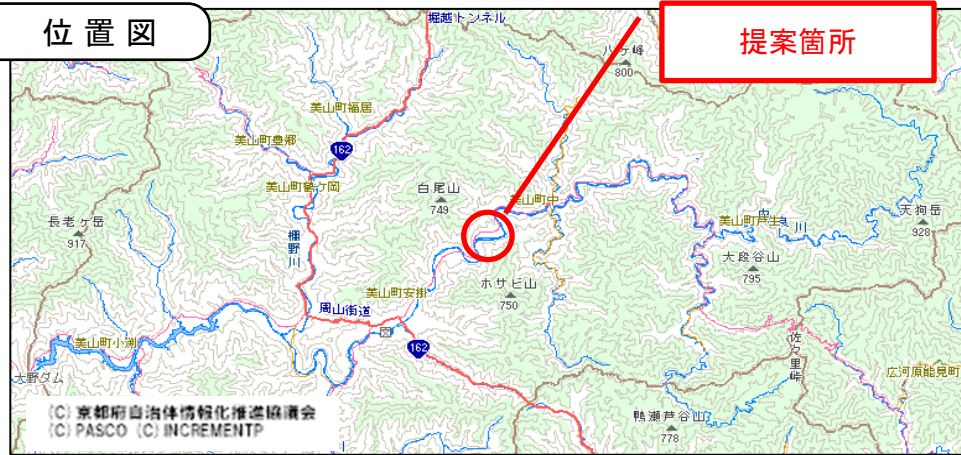 位置図
堀越トンネル
提案箇所
八ヶ峰
800
美山町福居
美山町豊郷
162
美山町鶴ヶ岡
白尾山
749
美山町中
長老ヶ岳
917
棚野川
美山町芦生
由良川
天狗岳
928
大段谷山
795
ホサビ山
750
美山町安掛
周山街道
美山町小渕
162
大野ダム
佐々里峠
広河原能見町
鴨瀬芦谷山
778
(C) 京都府自治体情報化推進協議会
(C) PASCO (C) INCREMENTP